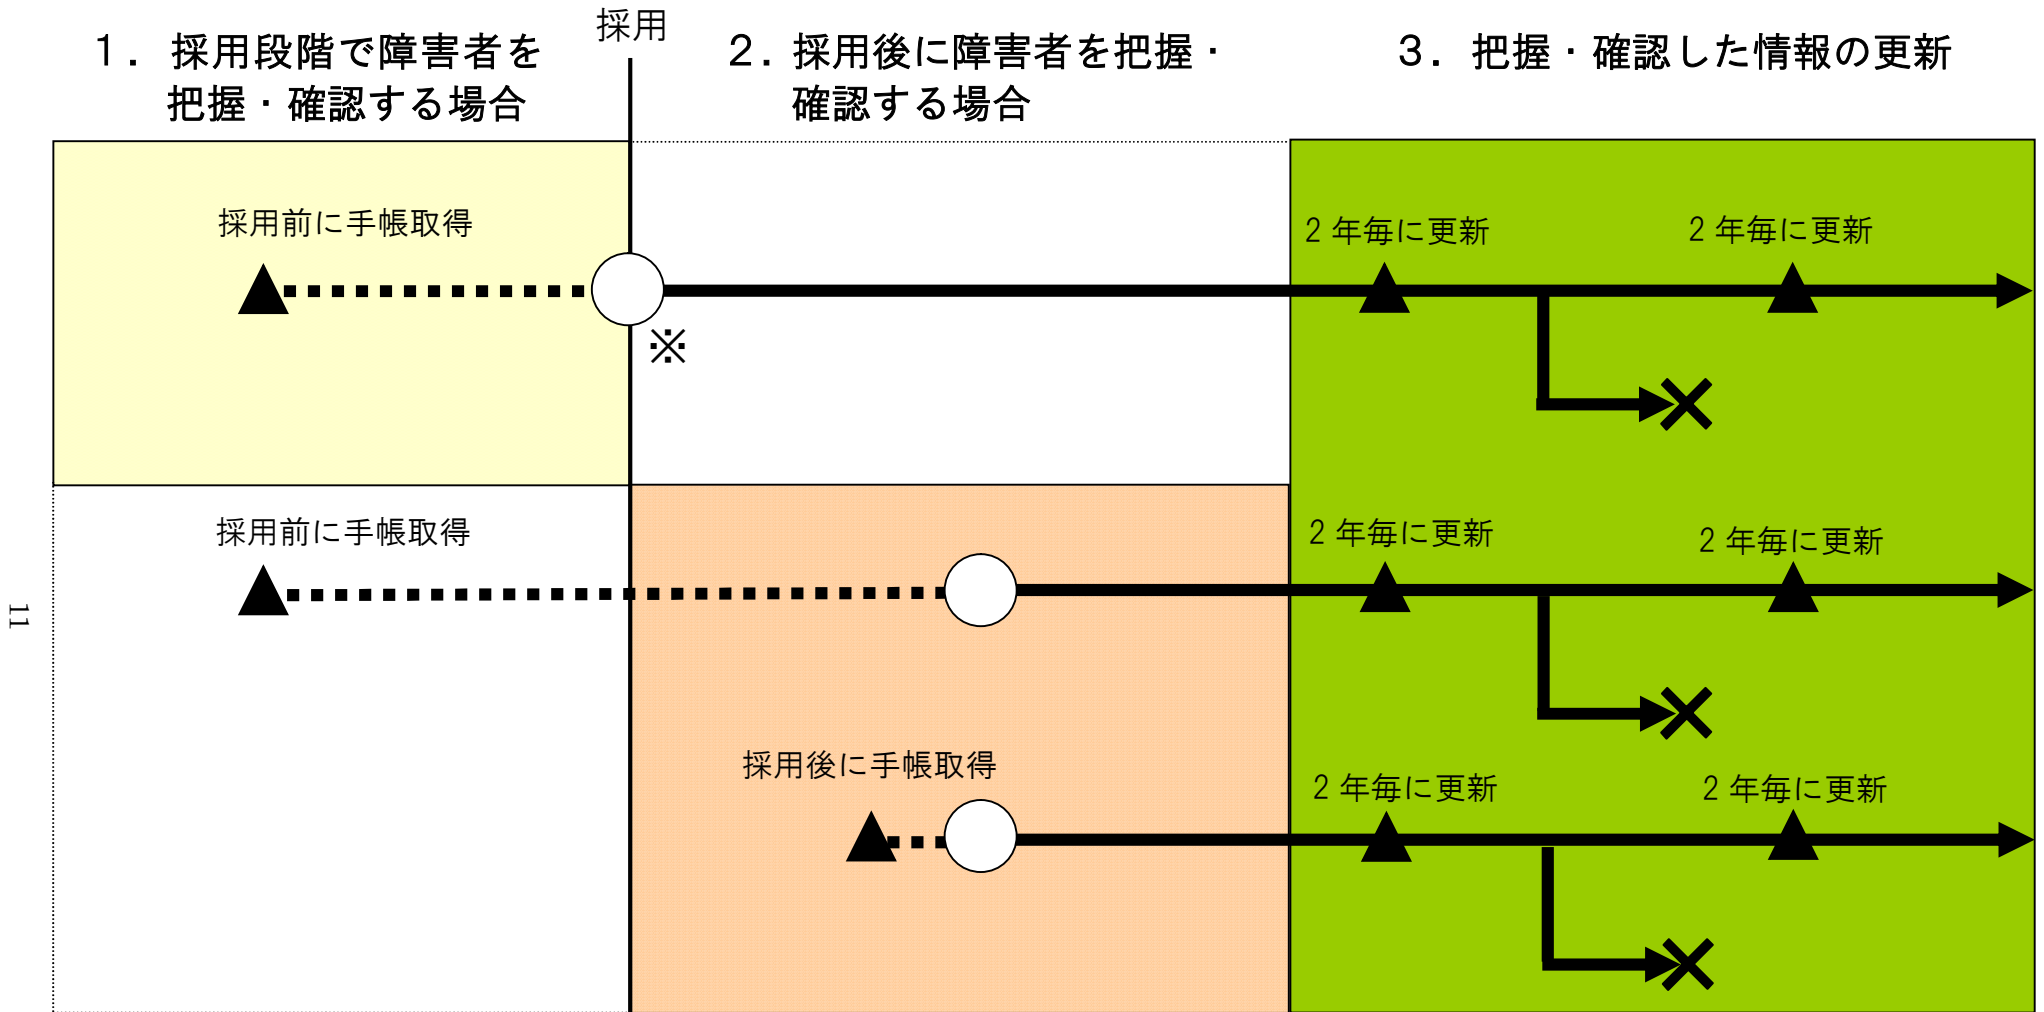 採用
1．採用段階で障害者を
把握・確認する場合
2．採用後に障害者を把握・
確認する場合
3．把握・確認した情報の更新
採用前に手帳取得
2年毎に更新
2年毎に更新
※
採用前に手帳取得
2年毎に更新
2年毎に更新
採用後に手帳取得
2年毎に更新
2年毎に更新
11